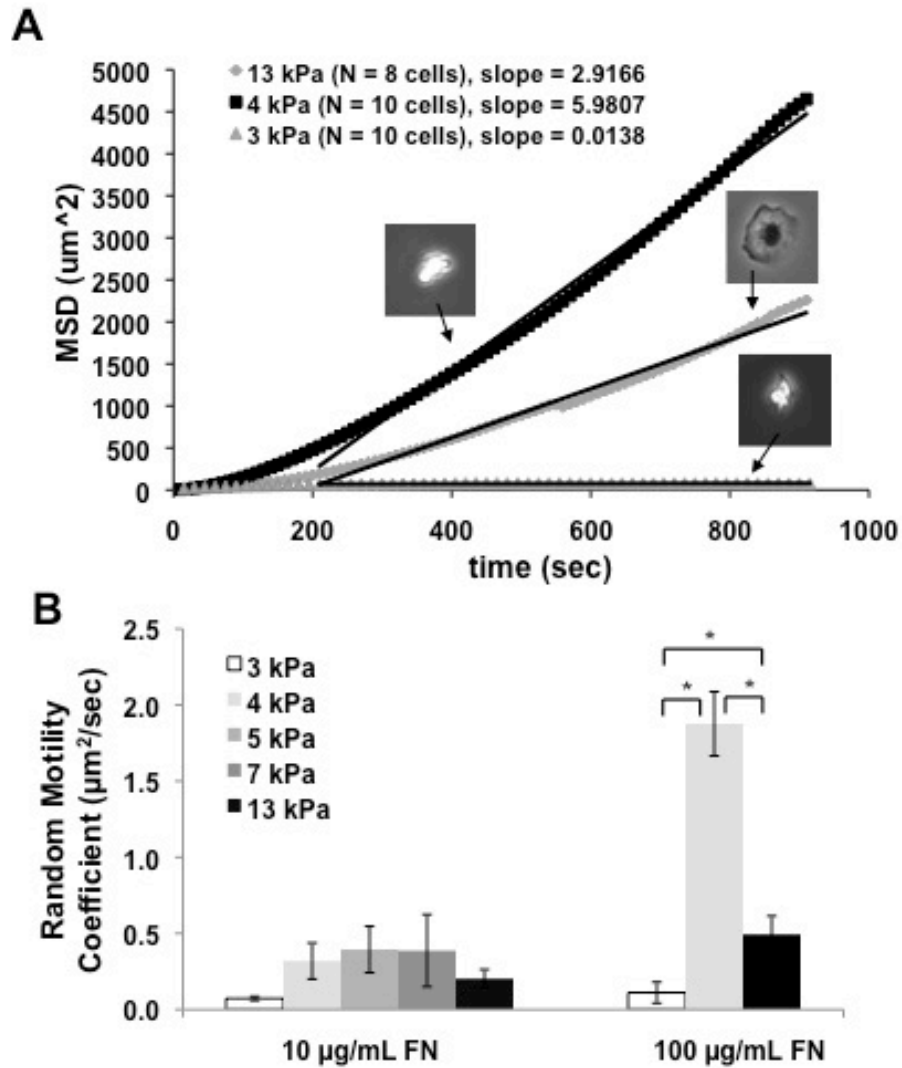 A
13 kPa (N = 8 cells), slope = 2.9166
4 kPa (N = 10 cells), slope = 5.9807
3 kPa (N = 10 cells), slope = 0.0138
5000
4500
4000
3500
3000
2500
2000
1500
1000
500
0
MSD (um^2)
0 200 400 600 800 1000
time (sec)
B
2.5
2.0
1.5
1.0
0.5
0.0
Random Motility
Coefficient (µm²/sec)
3 kPa
4 kPa
5 kPa
7 kPa
13 kPa
*
* *
10 µg/mL FN 100 µg/mL FN